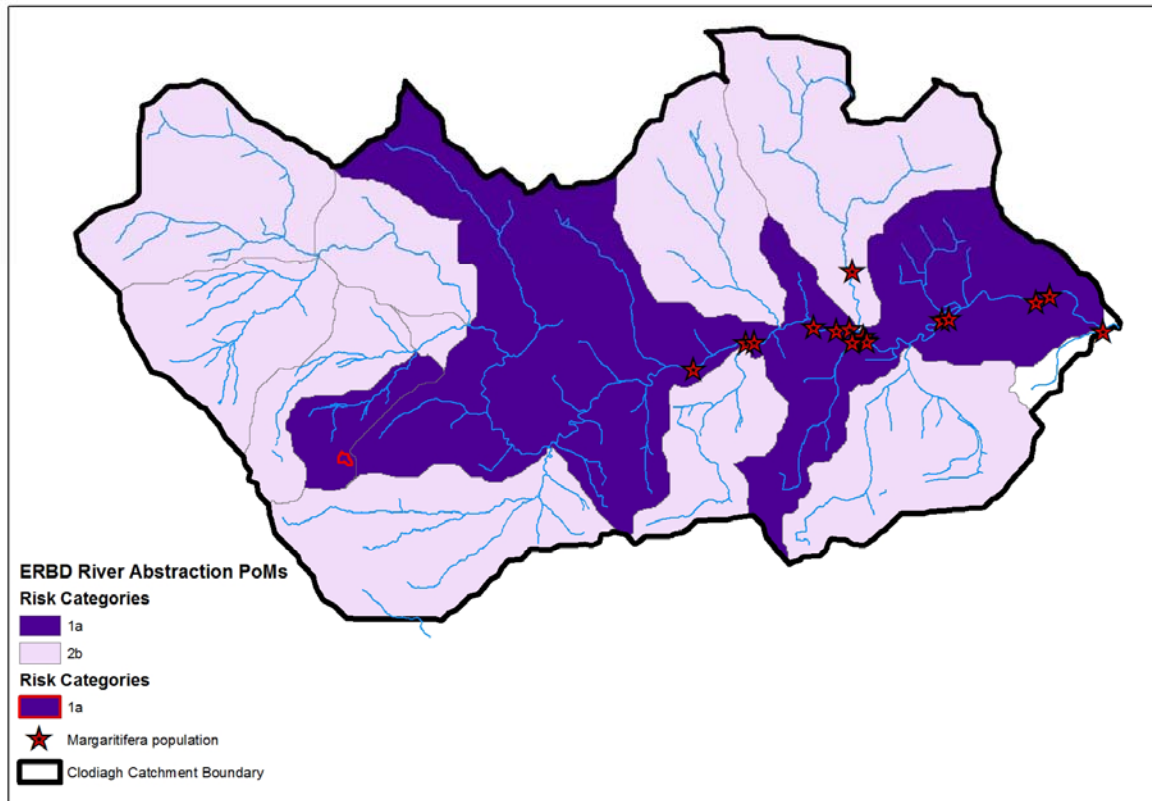 ERBD River Abstraction PoMs
Risk Categories
1a
2b
Risk Categories
1a
Margaritifera population
Clodiagh Catchment Boundary